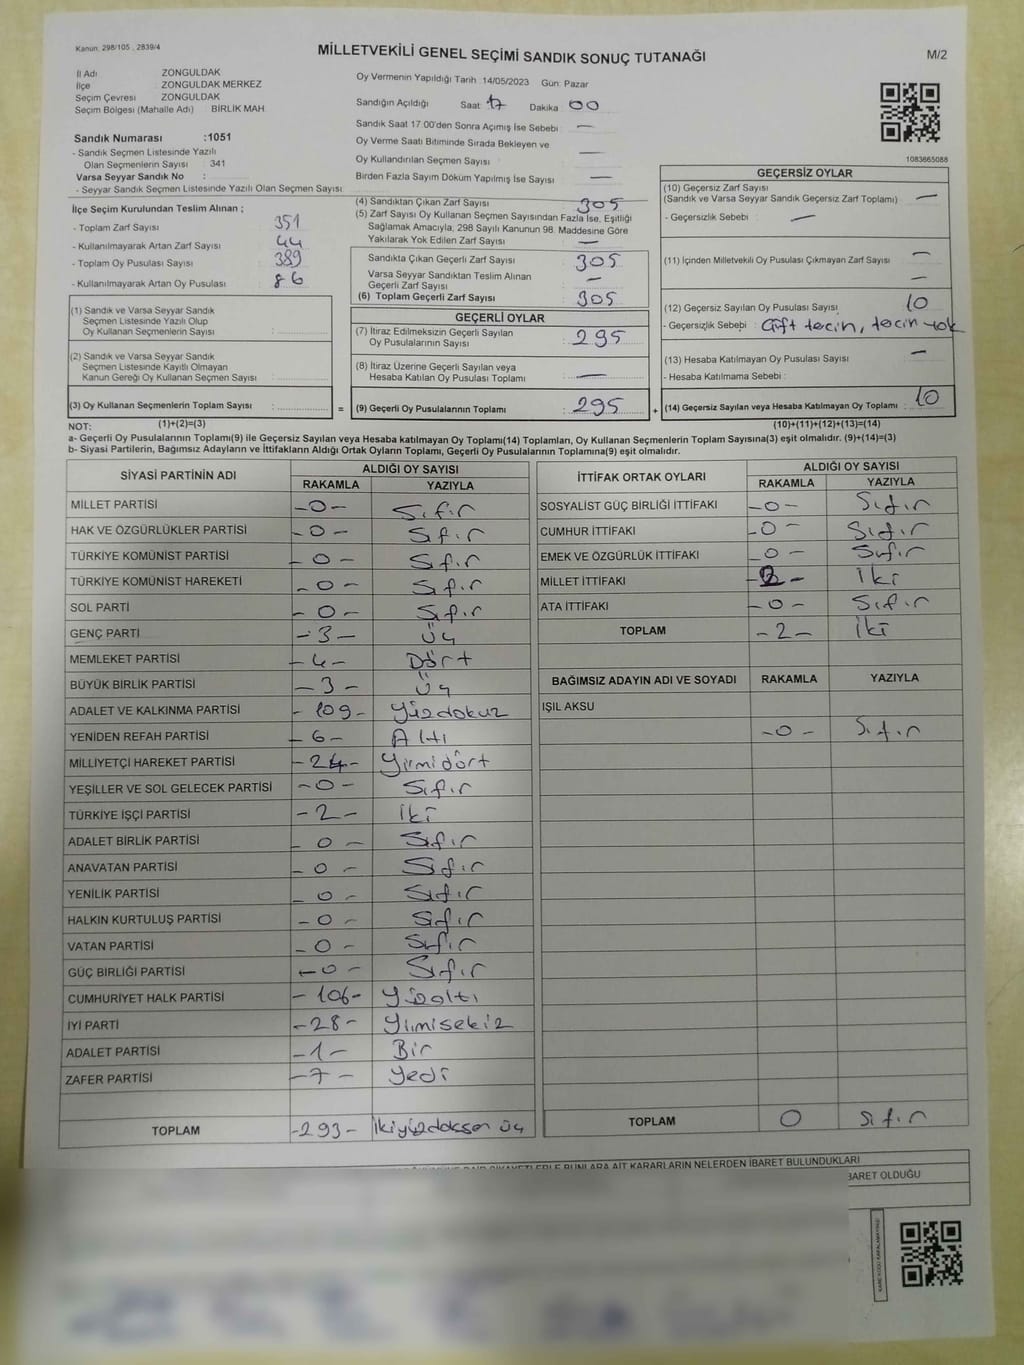 Kanun: 298/105 , 2839/4
MİLLETVEKİLİ GENEL SEÇİMİ SANDIK SONUÇ TUTANAĞI
M/2
İl Adı : ZONGULDAK
İlçe : ZONGULDAK MERKEZ
Seçim Çevresi : ZONGULDAK
Seçim Bölgesi (Mahalle Adı) : BİRLİK MAH
Oy Vermenin Yapıldığı Tarih :14/05/2023 Gün: Pazar
Sandığın Açıldığı Saat 17 Dakika 00
Sandık Saat 17:00'den Sonra Açımış İse Sebebi : —
Oy Verme Saati Bitiminde Sırada Bekleyen ve
Oy Kullandırılan Seçmen Sayısı : —
Birden Fazla Sayım Döküm Yapılmış İse Sayısı : —
Sandık Numarası :1051
- Sandık Seçmen Listesinde Yazılı
Olan Seçmenlerin Sayısı : 341
Varsa Seyyar Sandık No :
- Seyyar Sandık Seçmen Listesinde Yazılı Olan Seçmen Sayısı :
1083665088
İlçe Seçim Kurulundan Teslim Alınan ;
- Toplam Zarf Sayısı : 351
- Kullanılmayarak Artan Zarf Sayısı : 44
- Toplam Oy Pusulası Sayısı : 389
- Kullanılmayarak Artan Oy Pusulası : 86
(1) Sandık ve Varsa Seyyar Sandık
Seçmen Listesinde Yazılı Olup
Oy Kullanan Seçmenlerin Sayısı :
(2) Sandık ve Varsa Seyyar Sandık
Seçmen Listesinde Kayıtlı Olmayan
Kanun Gereği Oy Kullanan Seçmen Sayısı :
(3) Oy Kullanan Seçmenlerin Toplam Sayısı :
(1)+(2)=(3)
(4) Sandıktan Çıkan Zarf Sayısı : 305
(5) Zarf Sayısı Oy Kullanan Seçmen Sayısından Fazla İse, Eşitliği
Sağlamak Amacıyla, 298 Sayılı Kanunun 98. Maddesine Göre
Yakılarak Yok Edilen Zarf Sayısı : —
Sandıkta Çıkan Geçerli Zarf Sayısı : 305
Varsa Seyyar Sandıktan Teslim Alınan
Geçerli Zarf Sayısı : —
(6) Toplam Geçerli Zarf Sayısı : 305
GEÇERLİ OYLAR
(7) İtiraz Edilmeksizin Geçerli Sayılan
Oy Pusulalarının Sayısı : 295
(8) İtiraz Üzerine Geçerli Sayılan veya
Hesaba Katılan Oy Pusulası Toplamı : —
= (9) Geçerli Oy Pusulalarının Toplamı : 295 +
GEÇERSİZ OYLAR
(10) Geçersiz Zarf Sayısı
(Sandık ve Varsa Seyyar Sandık Geçersiz Zarf Toplamı) : —
- Geçersizlik Sebebi : —
(11) İçinden Milletvekili Oy Pusulası Çıkmayan Zarf Sayısı : —
—
(12) Geçersiz Sayılan Oy Pusulası Sayısı : 10
- Geçersizlik Sebebi : Çift tercih, tercih yok
(13) Hesaba Katılmayan Oy Pusulası Sayısı : —
- Hesaba Katılmama Sebebi :
(14) Geçersiz Sayılan veya Hesaba Katılmayan Oy Toplamı : 10
(10)+(11)+(12)+(13)=(14)
NOT:
a- Geçerli Oy Pusulalarının Toplamı(9) ile Geçersiz Sayılan veya Hesaba katılmayan Oy Toplamı(14) Toplamları, Oy Kullanan Seçmenlerin Toplam Sayısına(3) eşit olmalıdır. (9)+(14)=(3)
b- Siyasi Partilerin, Bağımsız Adayların ve İttifakların Aldığı Ortak Oyların Toplamı, Geçerli Oy Pusulalarının Toplamına(9) eşit olmalıdır.
SİYASİ PARTİNİN ADI ALDIĞI OY SAYISI
RAKAMLA YAZIYLA
MİLLET PARTİSİ -0- Sıfır
HAK VE ÖZGÜRLÜKLER PARTİSİ -0- Sıfır
TÜRKİYE KOMÜNİST PARTİSİ -0- Sıfır
TÜRKİYE KOMÜNİST HAREKETİ -0- Sıfır
SOL PARTİ -0- Sıfır
GENÇ PARTİ -3- Üç
MEMLEKET PARTİSİ -4- Dört
BÜYÜK BİRLİK PARTİSİ -3- Üç
ADALET VE KALKINMA PARTİSİ -109- Yüzdokuz
YENİDEN REFAH PARTİSİ -6- Altı
MİLLİYETÇİ HAREKET PARTİSİ -24- Yirmidört
YEŞİLLER VE SOL GELECEK PARTİSİ -0- Sıfır
TÜRKİYE İŞÇİ PARTİSİ -2- İki
ADALET BİRLİK PARTİSİ -0- Sıfır
ANAVATAN PARTİSİ -0- Sıfır
YENİLİK PARTİSİ -0- Sıfır
HALKIN KURTULUŞ PARTİSİ -0- Sıfır
VATAN PARTİSİ -0- Sıfır
GÜÇ BİRLİĞİ PARTİSİ -0- Sıfır
CUMHURİYET HALK PARTİSİ -106- Yüzaltı
İYİ PARTİ -28- Yirmisekiz
ADALET PARTİSİ -1- Bir
ZAFER PARTİSİ -7- Yedi
TOPLAM -293- İkiyüzdoksan üç
İTTİFAK ORTAK OYLARI ALDIĞI OY SAYISI
RAKAMLA YAZIYLA
SOSYALİST GÜÇ BİRLİĞİ İTTİFAKI -0- Sıfır
CUMHUR İTTİFAKI -0- Sıfır
EMEK VE ÖZGÜRLÜK İTTİFAKI -0- Sıfır
MİLLET İTTİFAKI -2- İki
ATA İTTİFAKI -0- Sıfır
TOPLAM -2- İki
BAĞIMSIZ ADAYIN ADI VE SOYADI RAKAMLA YAZIYLA
IŞIL AKSU -0- Sıfır
TOPLAM 0 Sıfır
KARARLARIN NELERDEN İBARET BULUNDUKLARI
BARET OLDUĞU